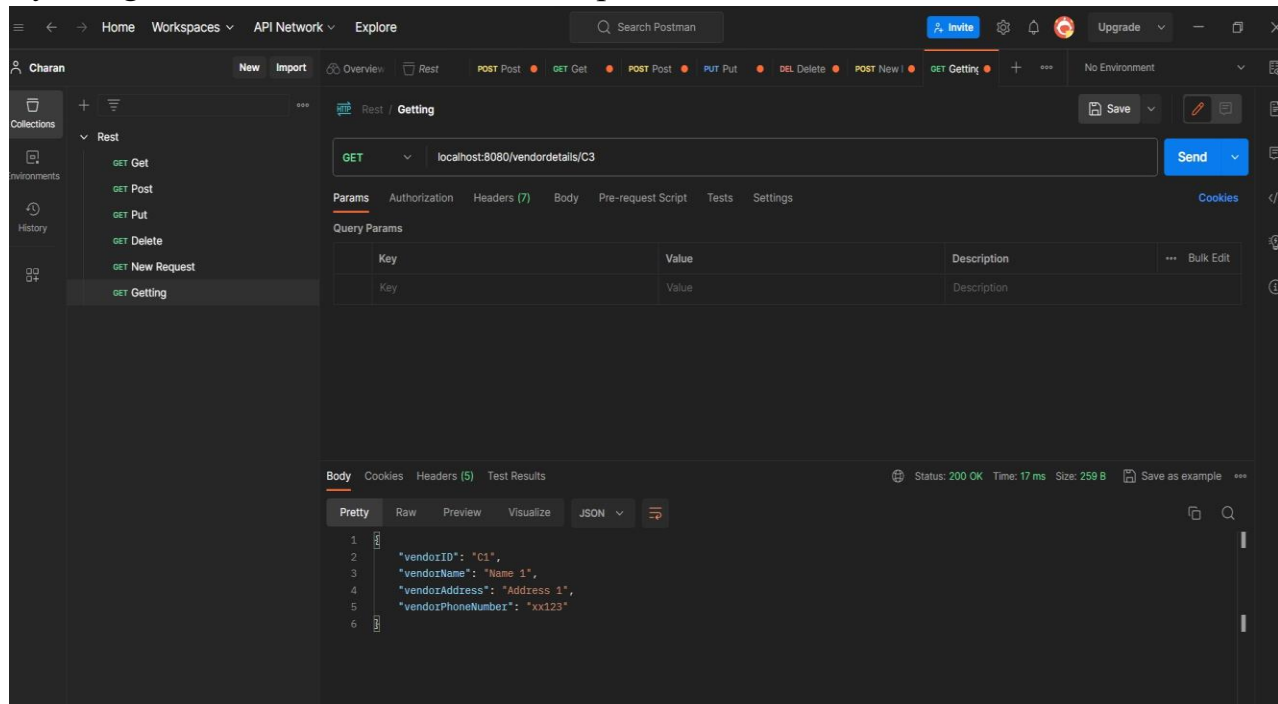 Home Workspaces API Network Explore Search Postman Invite Upgrade
Charan New Import Overview Rest POST Post GET Get POST Post PUT Put DEL Delete POST New GET Getting No Environment
Collections
Rest / Getting Save
Rest
GET Get
GET localhost:8080/vendordetails/C3 Send
GET Post
Params Authorization Headers (7) Body Pre-request Script Tests Settings Cookies
History
GET Put
Query Params
GET Delete
Key Value Description Bulk Edit
GET New Request
Key Value Description
GET Getting
Body Cookies Headers (5) Test Results Status: 200 OK Time: 17 ms Size: 259 B Save as example
Pretty Raw Preview Visualize JSON
1 {
2 "vendorID": "C1",
3 "vendorName": "Name 1",
4 "vendorAddress": "Address 1",
5 "vendorPhoneNumber": "xx123"
6 }